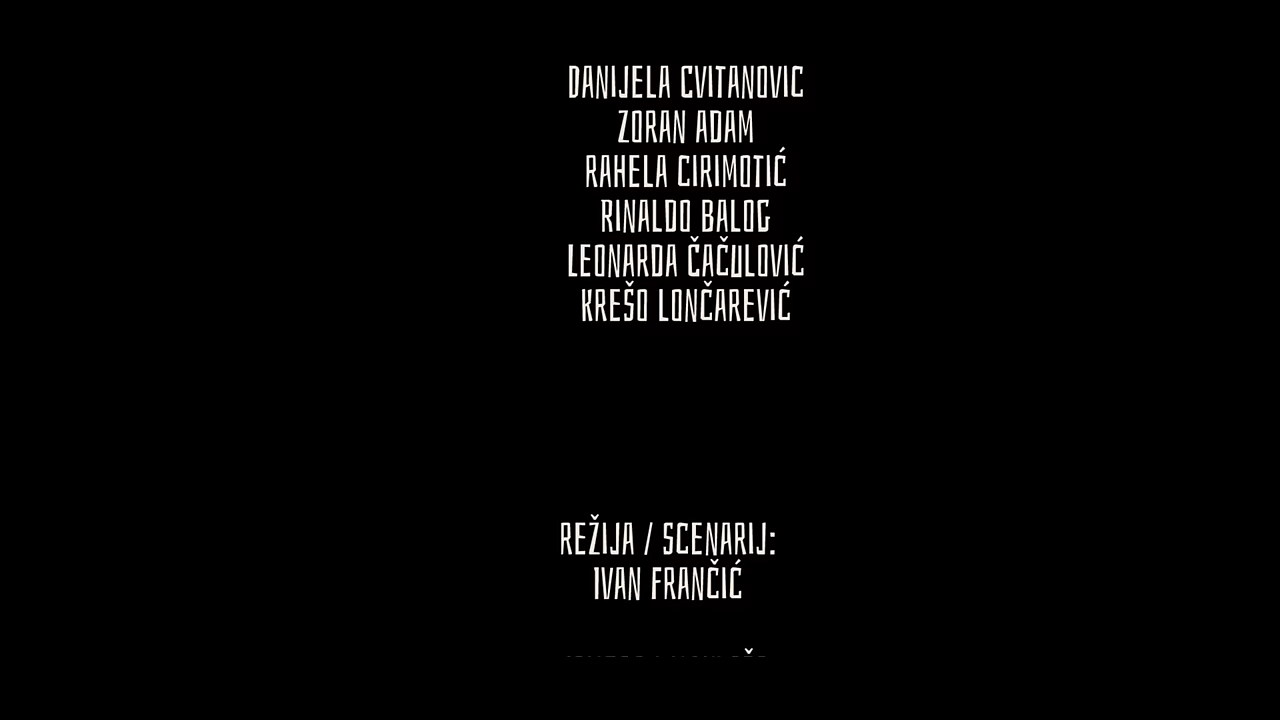 DANIJELA CVITANOVIC
ZORAN ADAM
RAHELA CIRIMOTIĆ
RINALDO BALOG
LEONARDA ČAČULOVIĆ
KREŠO LONČAREVIĆ
REŽIJA / SCENARIJ:
IVAN FRANČIĆ